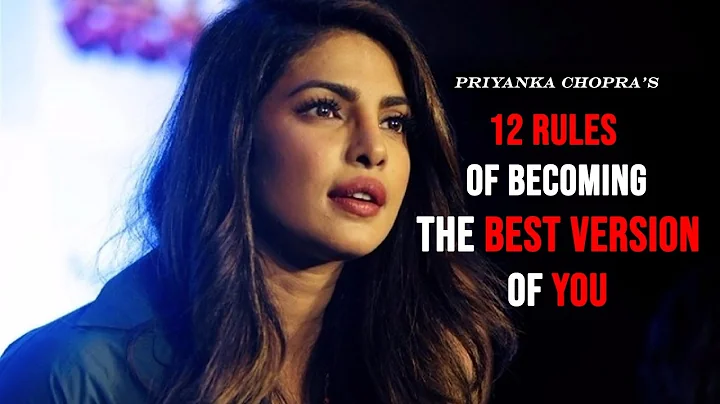 PRIYANKA CHOPRA'S
12 RULES
OF BECOMING
THE BEST VERSION
OF YOU